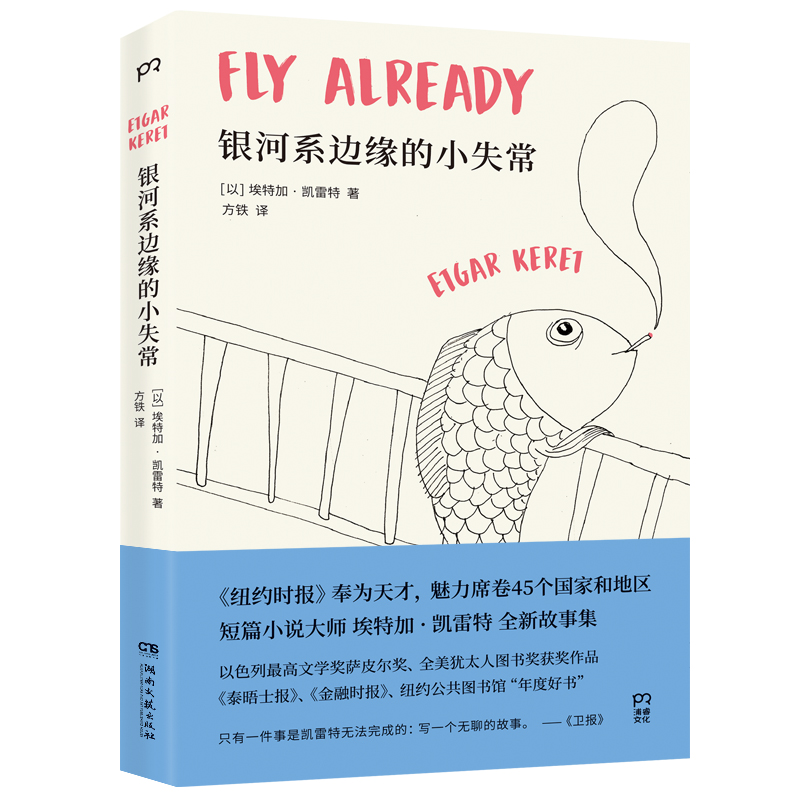 FLY ALREADY
银河系边缘的小失常
[以] 埃特加·凯雷特 著
方铁 译
E1GAR KERE1
《纽约时报》奉为天才，魅力席卷45个国家和地区
短篇小说大师 埃特加·凯雷特 全新故事集
以色列最高文学奖萨皮尔奖、全美犹太人图书奖获奖作品
《泰晤士报》、《金融时报》、纽约公共图书馆“年度好书”
只有一件事是凯雷特无法完成的：写一个无聊的故事。 ——《卫报》
浦睿
文化
E1GAR
KERE1
银河系边缘的小失常
[以] 埃特加·凯雷特 著
方铁 译
湖南文艺出版社